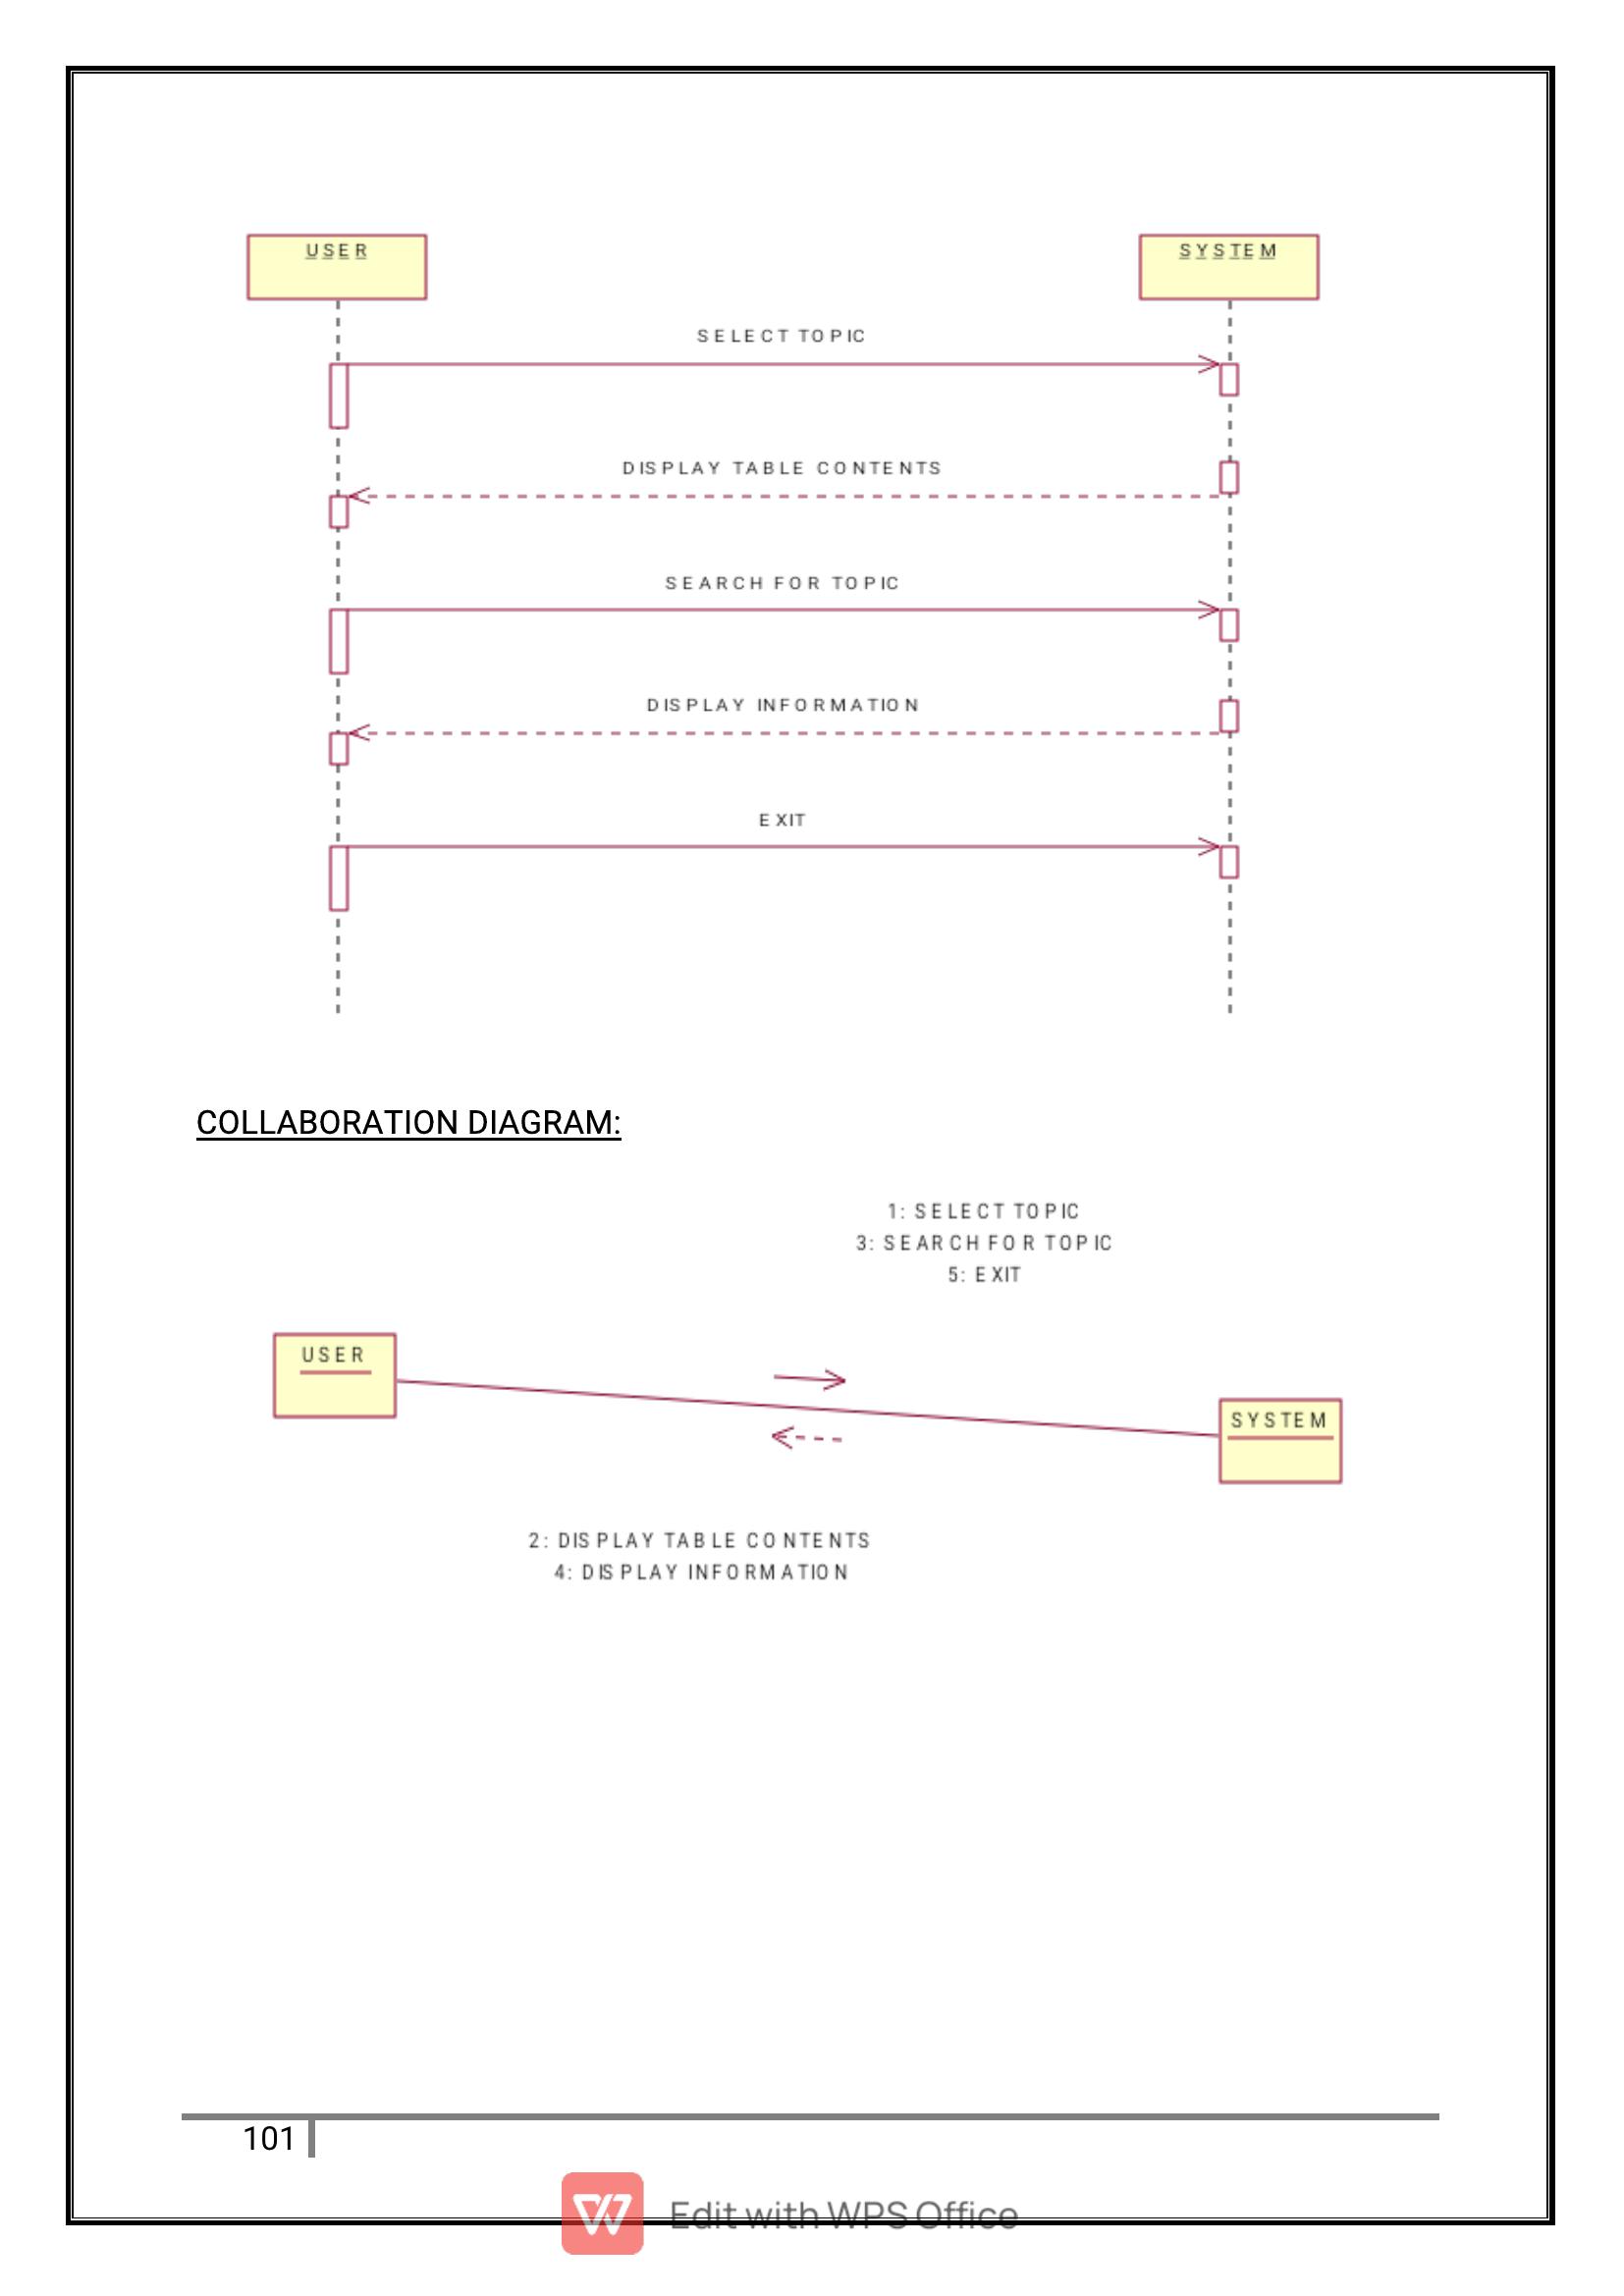 USER
SYSTEM
SELECT TOPIC
DISPLAY TABLE CONTENTS
SEARCH FOR TOPIC
DISPLAY INFORMATION
EXIT
COLLABORATION DIAGRAM:
1: SELECT TOPIC
3: SEARCH FOR TOPIC
5: EXIT
USER
SYSTEM
2: DISPLAY TABLE CONTENTS
4: DISPLAY INFORMATION
101
Edit with WPS Office